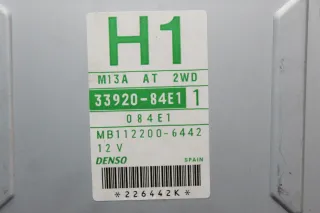 H1
M13A AT 2WD
33920-84E1 1
084E1
MB112200-6442
12V
DENSO SPAIN
*226442K*